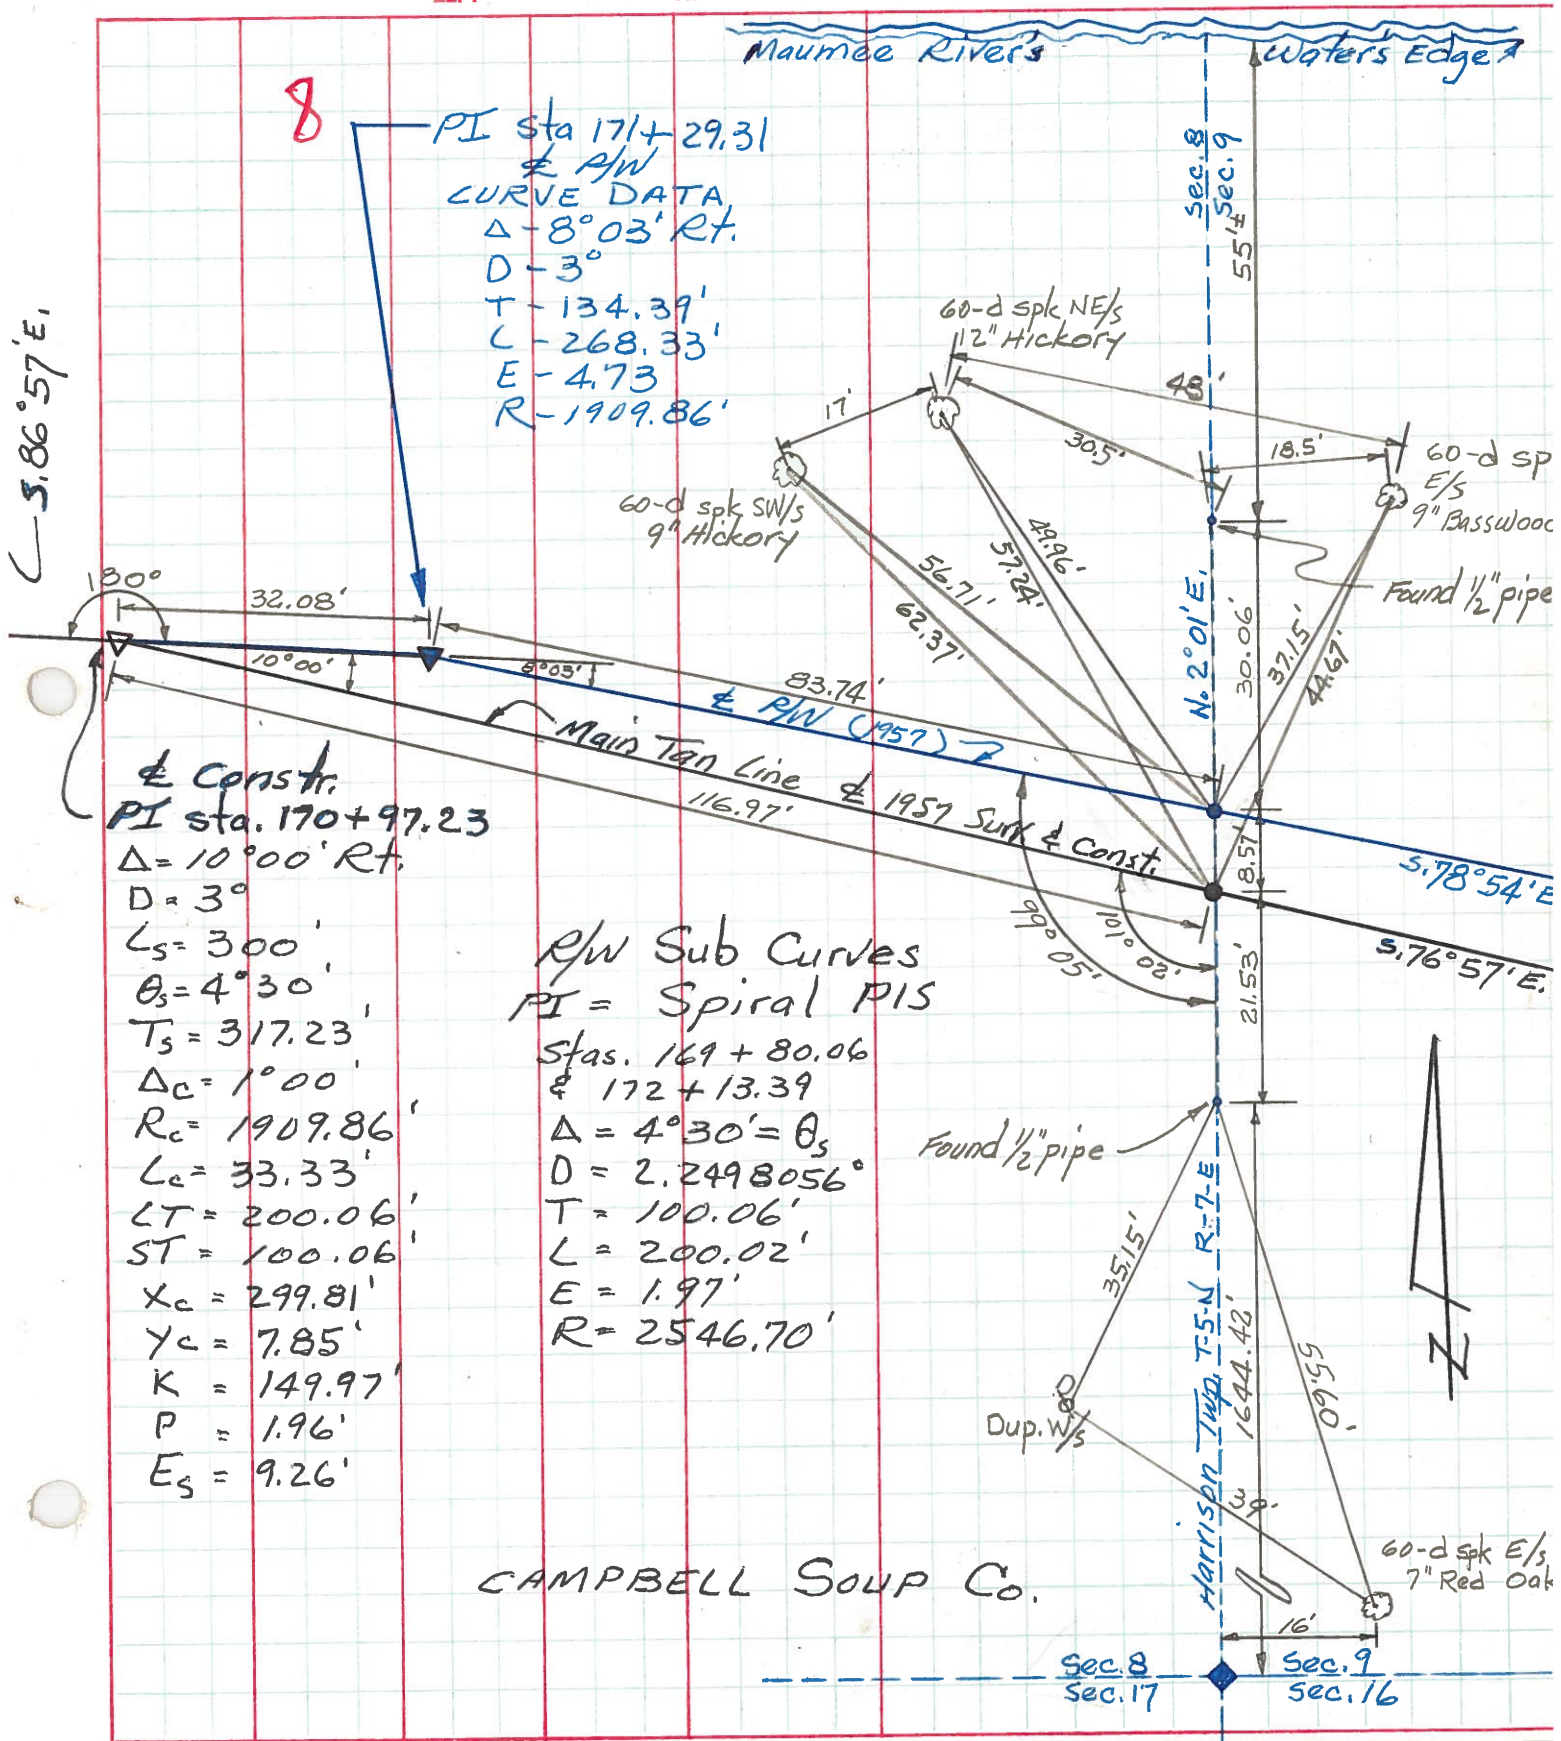 Maumee River's Waters Edge
8
PI sta 171+29.31
℄ R/W
CURVE DATA
Δ - 8°03' Rt.
D - 3°
T - 134.39'
L - 268.33'
E - 4.73
R - 1909.86'
Sec. 8
Sec. 9
55'±
S.86°57'E.
60-d spk NE/s
12" Hickory
48'
17'
30.5'
18.5'
60-d sp
E/s
9" Basswood
60-d spk SW/s
9" Hickory
49.96'
57.24'
56.71'
62.37'
Found 1/2" pipe
N. 2°01'E.
30.06'
37.15'
44.67'
180°
32.08'
10°00'
8°03'
83.74'
℄ R/W (1957)
Main Tan Line ℄ 1957 Surv. & Const.
116.97'
8.57'
S.78°54'E
S.76°57'E.
99°05'
101°02'
21.53'
℄ Constr.
PI sta. 170+97.23
Δ = 10°00' Rt.
D = 3°
Ls = 300'
θs = 4°30'
Ts = 317.23'
Δc = 1°00'
Rc = 1909.86'
Lc = 33.33'
LT = 200.06'
ST = 100.06'
Xc = 299.81'
Yc = 7.85'
K = 149.97'
P = 1.96'
Es = 9.26'
R/W Sub Curves
PI = Spiral PIS
Stas. 169+80.06
& 172+13.39
Δ = 4°30' = θs
D = 2.2498056°
T = 100.06'
L = 200.02'
E = 1.97'
R = 2546.70'
Found 1/2" pipe
35.15'
Harrison Twp. T-5-N R-7-E
1644.42'
55.60'
N
Dup. W/s
39'
60-d spk E/s
7" Red Oak
16'
CAMPBELL SOUP Co.
Sec. 8 Sec. 9
Sec. 17 Sec. 16